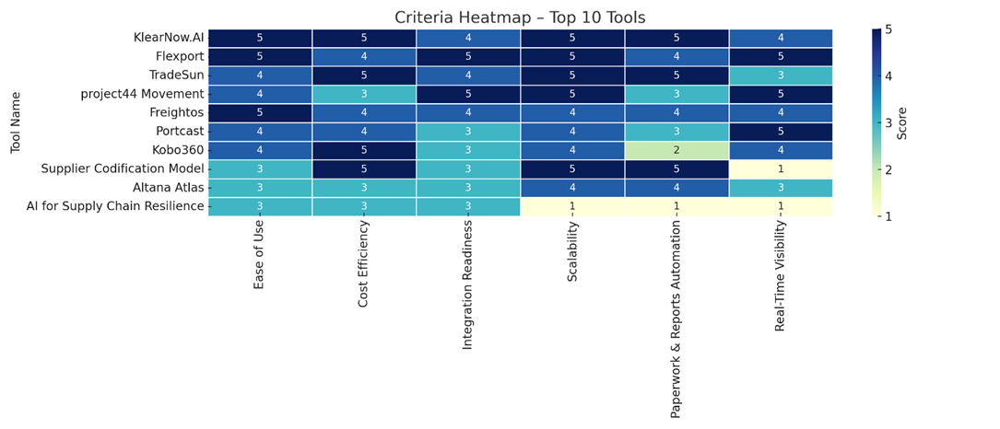 Criteria Heatmap – Top 10 Tools
Tool Name
KlearNow.AI 5 5 4 5 5 4
Flexport 5 4 5 5 4 5
TradeSun 4 5 4 5 5 3
project44 Movement 4 3 5 5 3 5
Freightos 5 4 4 4 4 4
Portcast 4 4 3 4 3 5
Kobo360 4 5 3 4 2 4
Supplier Codification Model 3 5 3 5 5 1
Altana Atlas 3 3 3 4 4 3
AI for Supply Chain Resilience 3 3 3 1 1 1
Ease of Use
Cost Efficiency
Integration Readiness
Scalability
Paperwork & Reports Automation
Real-Time Visibility
5
4
3
2
1
Score